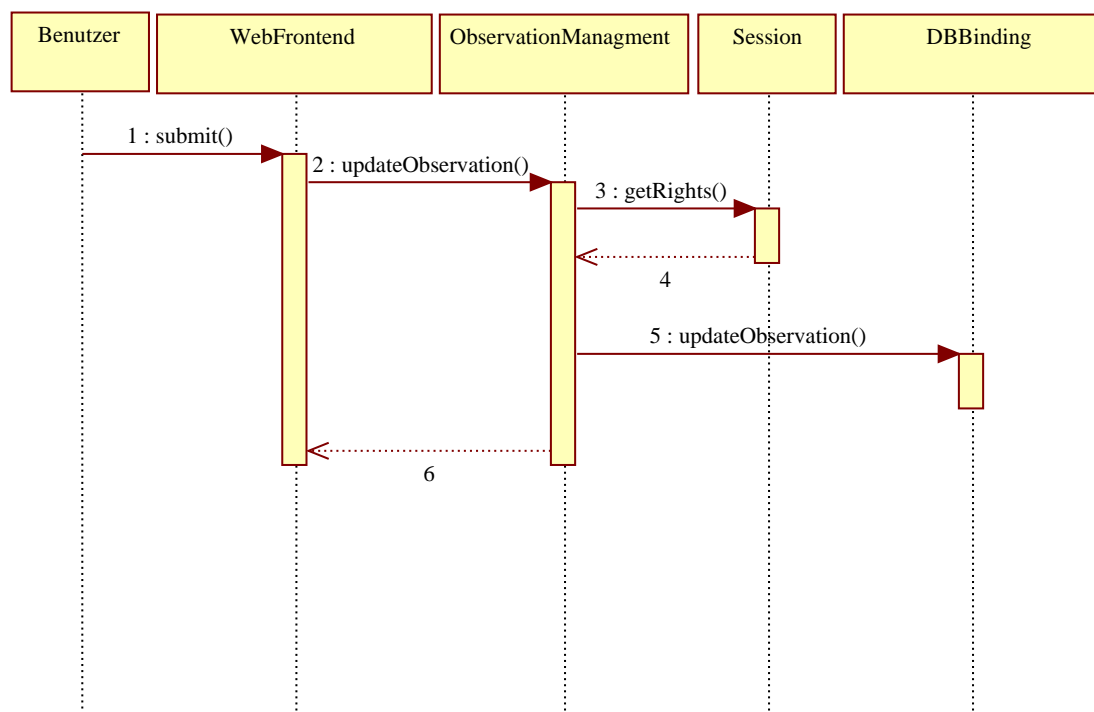 Benutzer
WebFrontend
ObservationManagment
Session
DBBinding
1 : submit()
2 : updateObservation()
3 : getRights()
4
5 : updateObservation()
6